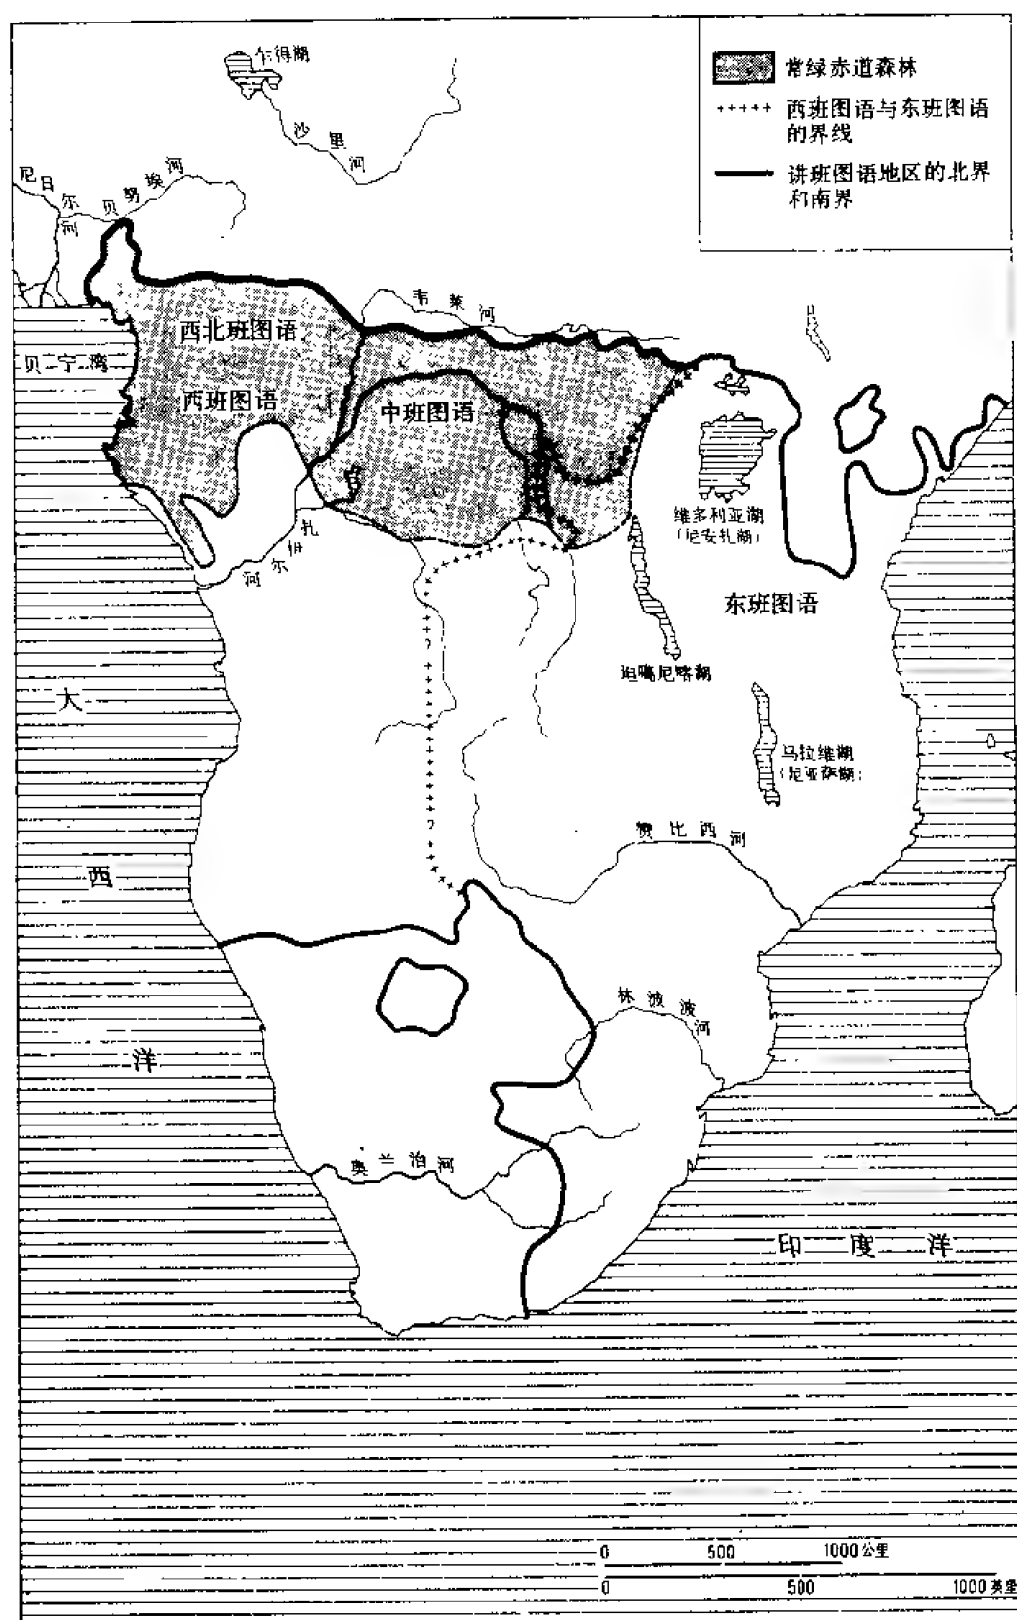 乍得湖
沙里河
尼日尔河
贝努埃河
常绿赤道森林
西班图语与东班图语
的界线
讲班图语地区的北界
和南界
韦莱河
西北班图语
贝宁湾
西班图语
中班图语
维多利亚湖
(尼安扎湖)
扎伊尔河
东班图语
坦噶尼喀湖
大西洋
马拉维湖
(尼亚萨湖)
赞比西河
林波波河
奥兰治河
印度洋
0 500 1000公里
0 500 1000英里